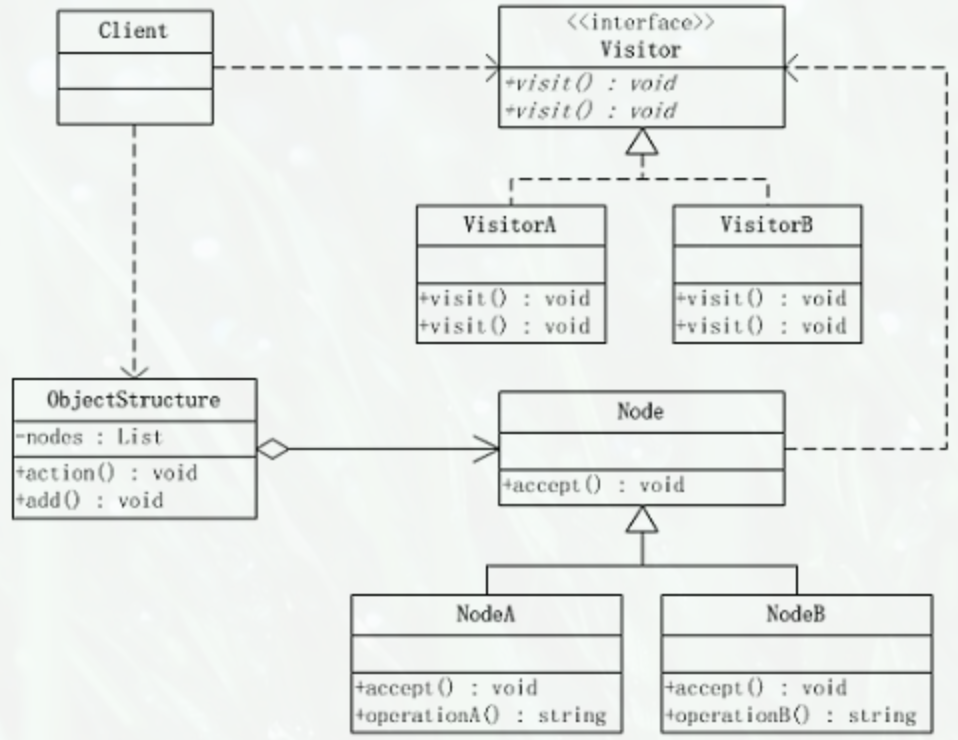 Client
<<interface>>
Visitor
+visit() : void
+visit() : void
VisitorA
+visit() : void
+visit() : void
VisitorB
+visit() : void
+visit() : void
ObjectStructure
-nodes : List
+action() : void
+add() : void
Node
+accept() : void
NodeA
+accept() : void
+operationA() : string
NodeB
+accept() : void
+operationB() : string